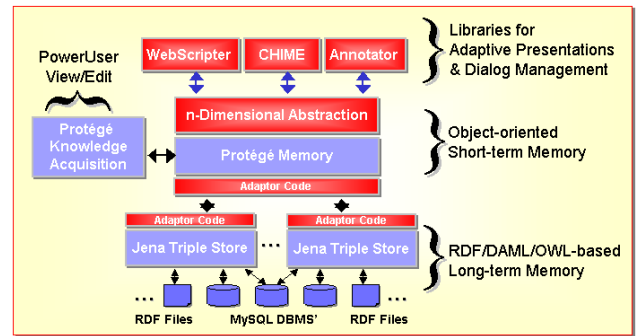 WebScripter
CHIME
Annotator
Libraries for
Adaptive Presentations
& Dialog Management
PowerUser
View/Edit
n-Dimensional Abstraction
Protégé
Knowledge
Acquisition
Protégé Memory
Object-oriented
Short-term Memory
Adaptor Code
Adaptor Code
Adaptor Code
Jena Triple Store
...
Jena Triple Store
RDF/DAML/OWL-based
Long-term Memory
...
...
RDF Files
MySQL DBMS'
RDF Files